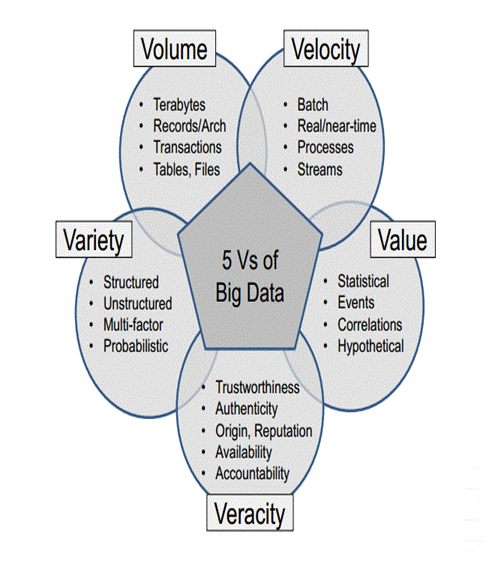 Volume
• Terabytes
• Records/Arch
• Transactions
• Tables, Files
Velocity
• Batch
• Real/near-time
• Processes
• Streams
Variety
• Structured
• Unstructured
• Multi-factor
• Probabilistic
5 Vs of
Big Data
Value
• Statistical
• Events
• Correlations
• Hypothetical
• Trustworthiness
• Authenticity
• Origin, Reputation
• Availability
• Accountability
Veracity